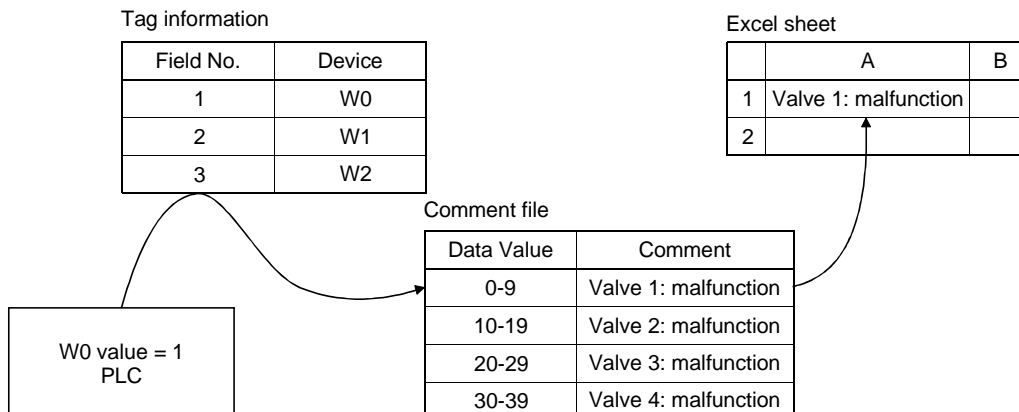 Tag information
Field No. Device
1 W0
2 W1
3 W2
Excel sheet
A B
1 Valve 1: malfunction
2
Comment file
Data Value Comment
0-9 Valve 1: malfunction
10-19 Valve 2: malfunction
20-29 Valve 3: malfunction
30-39 Valve 4: malfunction
W0 value = 1
PLC